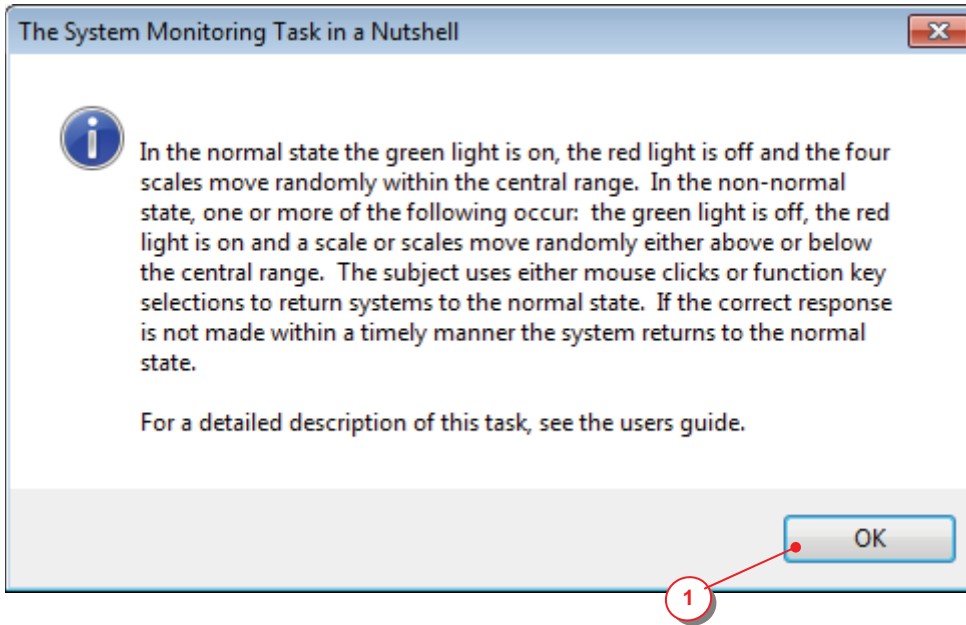 The System Monitoring Task in a Nutshell
In the normal state the green light is on, the red light is off and the four
scales move randomly within the central range.  In the non-normal
state, one or more of the following occur:  the green light is off, the red
light is on and a scale or scales move randomly either above or below
the central range.  The subject uses either mouse clicks or function key
selections to return systems to the normal state.  If the correct response
is not made within a timely manner the system returns to the normal
state.
For a detailed description of this task, see the users guide.
OK
1